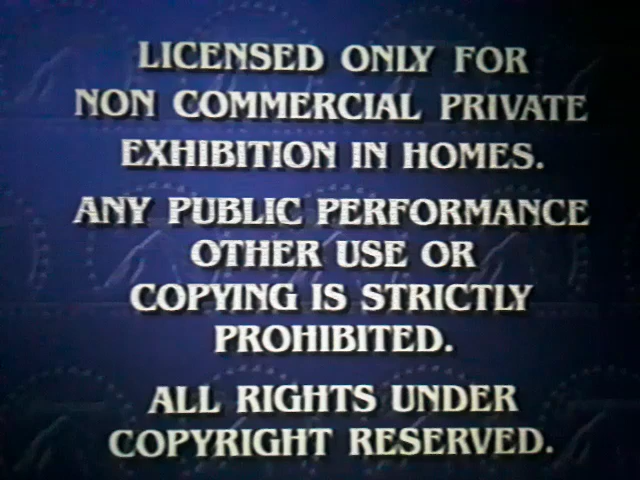 LICENSED ONLY FOR
NON COMMERCIAL PRIVATE
EXHIBITION IN HOMES.
ANY PUBLIC PERFORMANCE
OTHER USE OR
COPYING IS STRICTLY
PROHIBITED.
ALL RIGHTS UNDER
COPYRIGHT RESERVED.